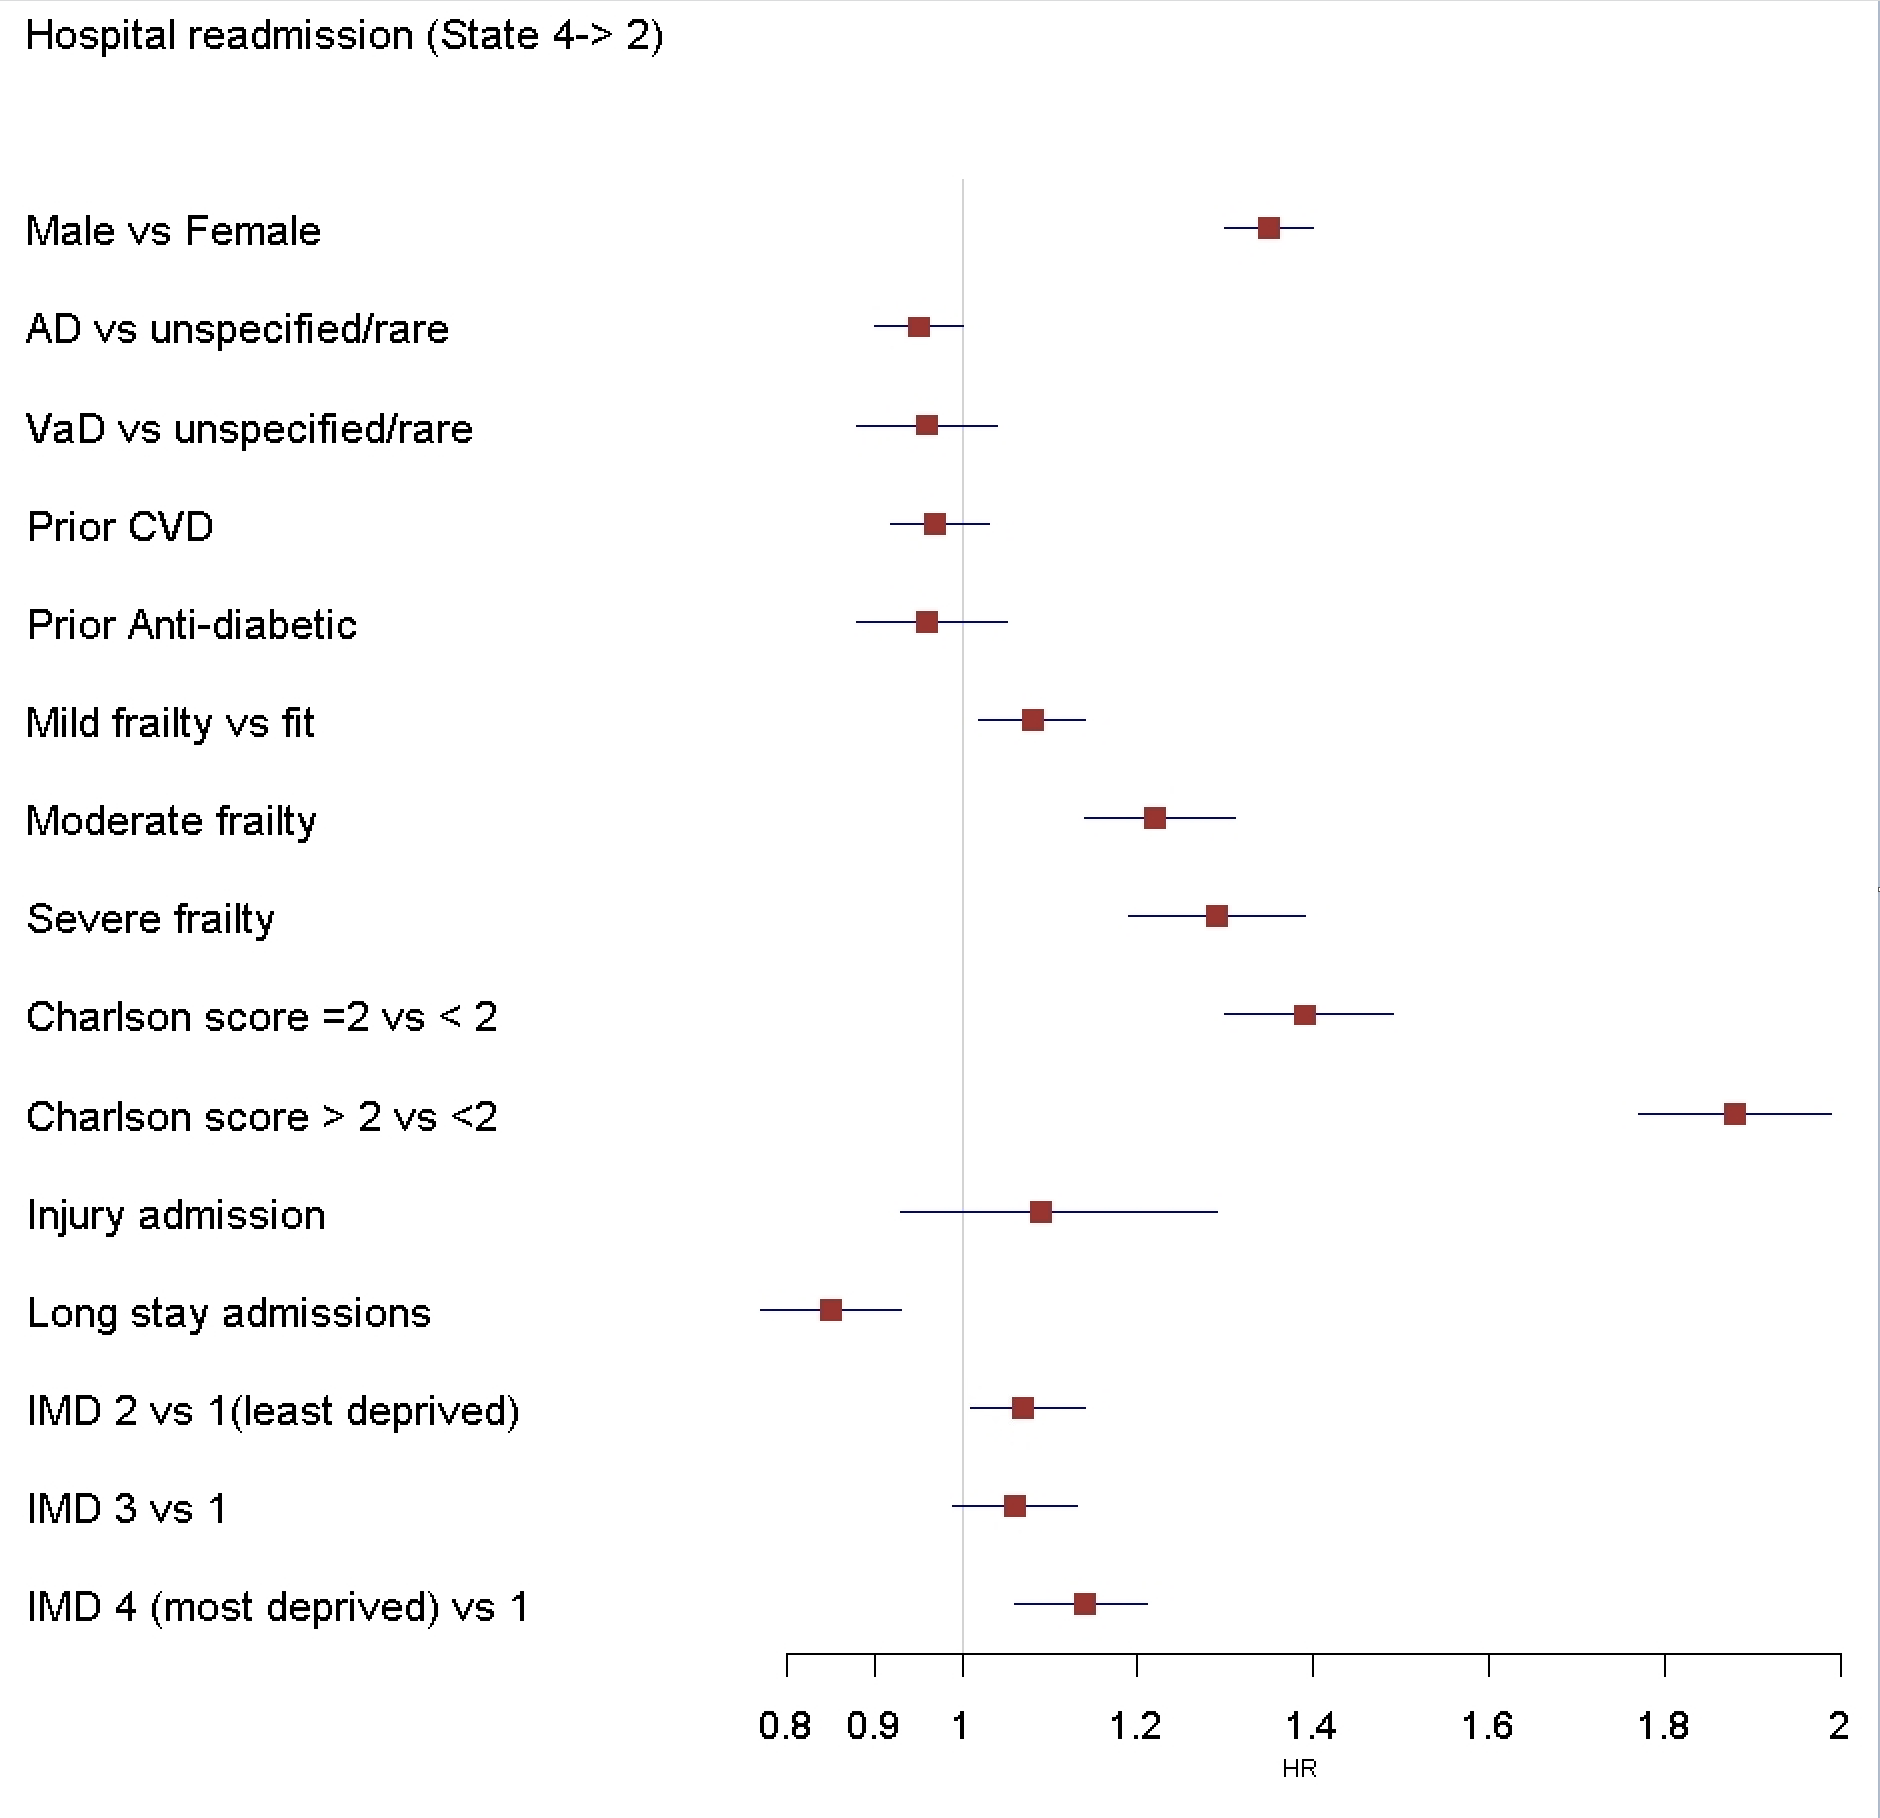 Hospital readmission (State 4-> 2)
Male vs Female
AD vs unspecified/rare
VaD vs unspecified/rare
Prior CVD
Prior Anti-diabetic
Mild frailty vs fit
Moderate frailty
Severe frailty
Charlson score =2 vs < 2
Charlson score > 2 vs <2
Injury admission
Long stay admissions
IMD 2 vs 1(least deprived)
IMD 3 vs 1
IMD 4 (most deprived) vs 1
0.8 0.9 1 1.2 1.4 1.6 1.8 2
HR